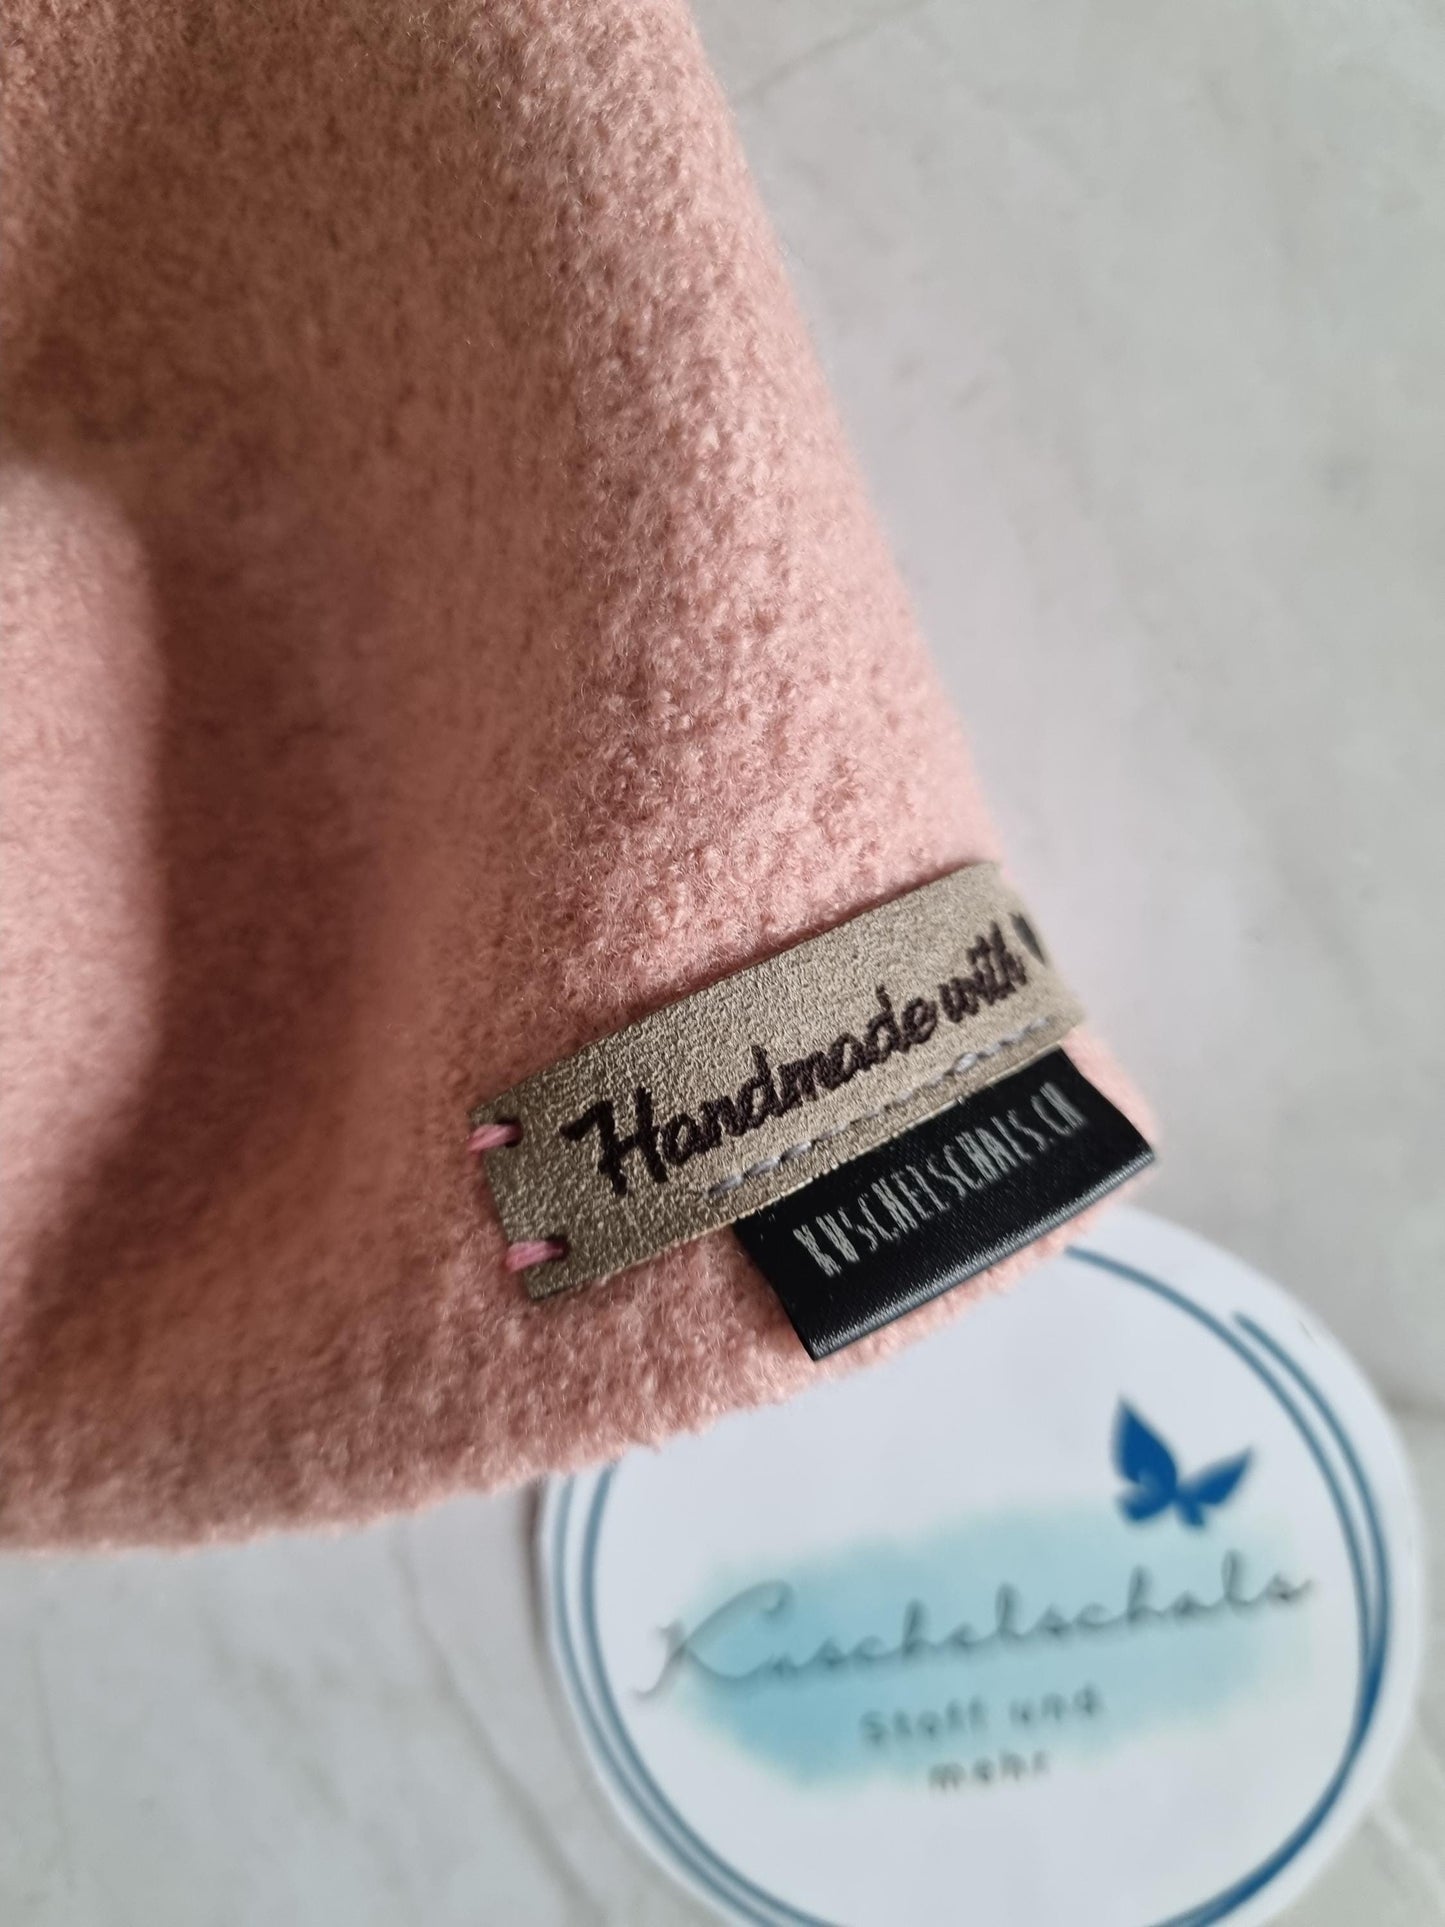 Handmade with
KUSCHELSCHALS.CH
Kuschelschals
Stoff und
mehr